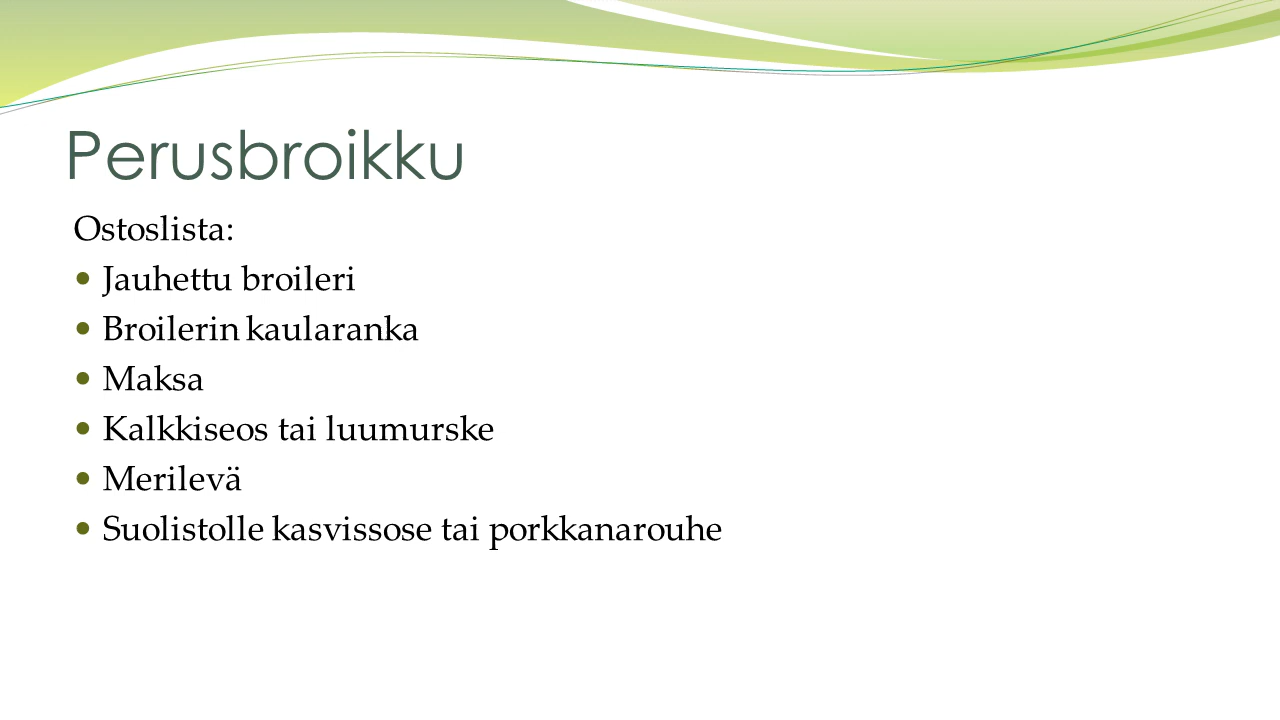 Perusbroikku
Ostoslista:
• Jauhettu broileri
• Broilerin kaularanka
• Maksa
• Kalkkiseos tai luumurske
• Merilevä
• Suolistolle kasvissose tai porkkanarouhe